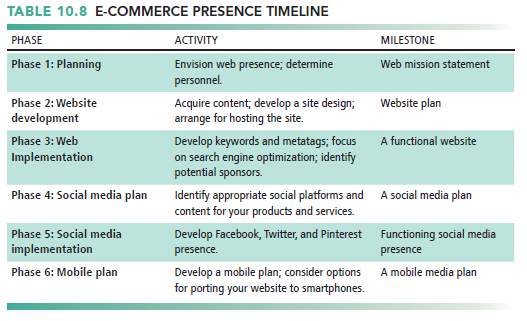 TABLE 10.8 E-COMMERCE PRESENCE TIMELINE
PHASE ACTIVITY MILESTONE
Phase 1: Planning Envision web presence; determine Web mission statement
personnel.
Phase 2: Website Acquire content; develop a site design; Website plan
development arrange for hosting the site.
Phase 3: Web Develop keywords and metatags; focus A functional website
Implementation on search engine optimization; identify
potential sponsors.
Phase 4: Social media plan Identify appropriate social platforms and A social media plan
content for your products and services.
Phase 5: Social media Develop Facebook, Twitter, and Pinterest Functioning social media
implementation presence. presence
Phase 6: Mobile plan Develop a mobile plan; consider options A mobile media plan
for porting your website to smartphones.